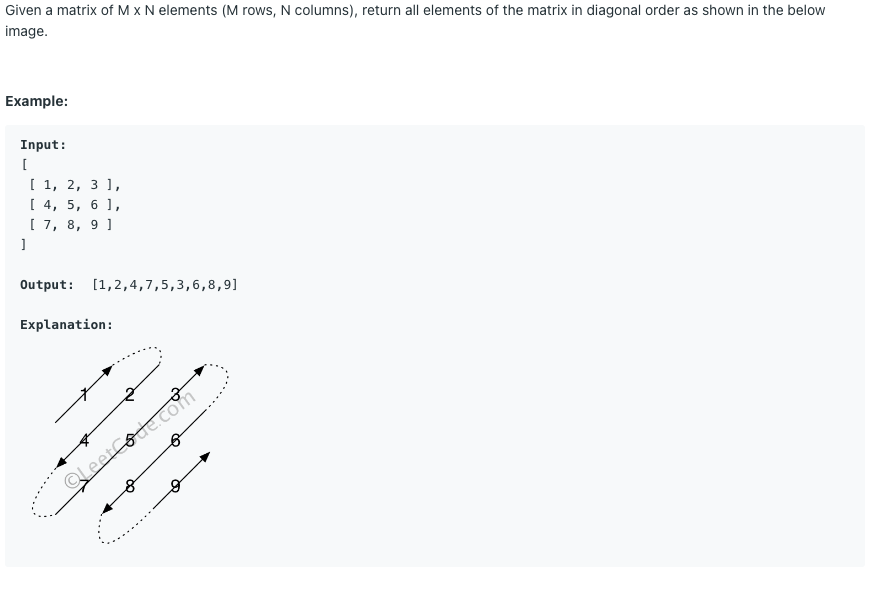 Given a matrix of M x N elements (M rows, N columns), return all elements of the matrix in diagonal order as shown in the below
image.
Example:
Input:
[
[ 1, 2, 3 ],
[ 4, 5, 6 ],
[ 7, 8, 9 ]
]
Output:  [1,2,4,7,5,3,6,8,9]
Explanation:
1 2 3
4 5 6
7 8 9
©LeetCode.com